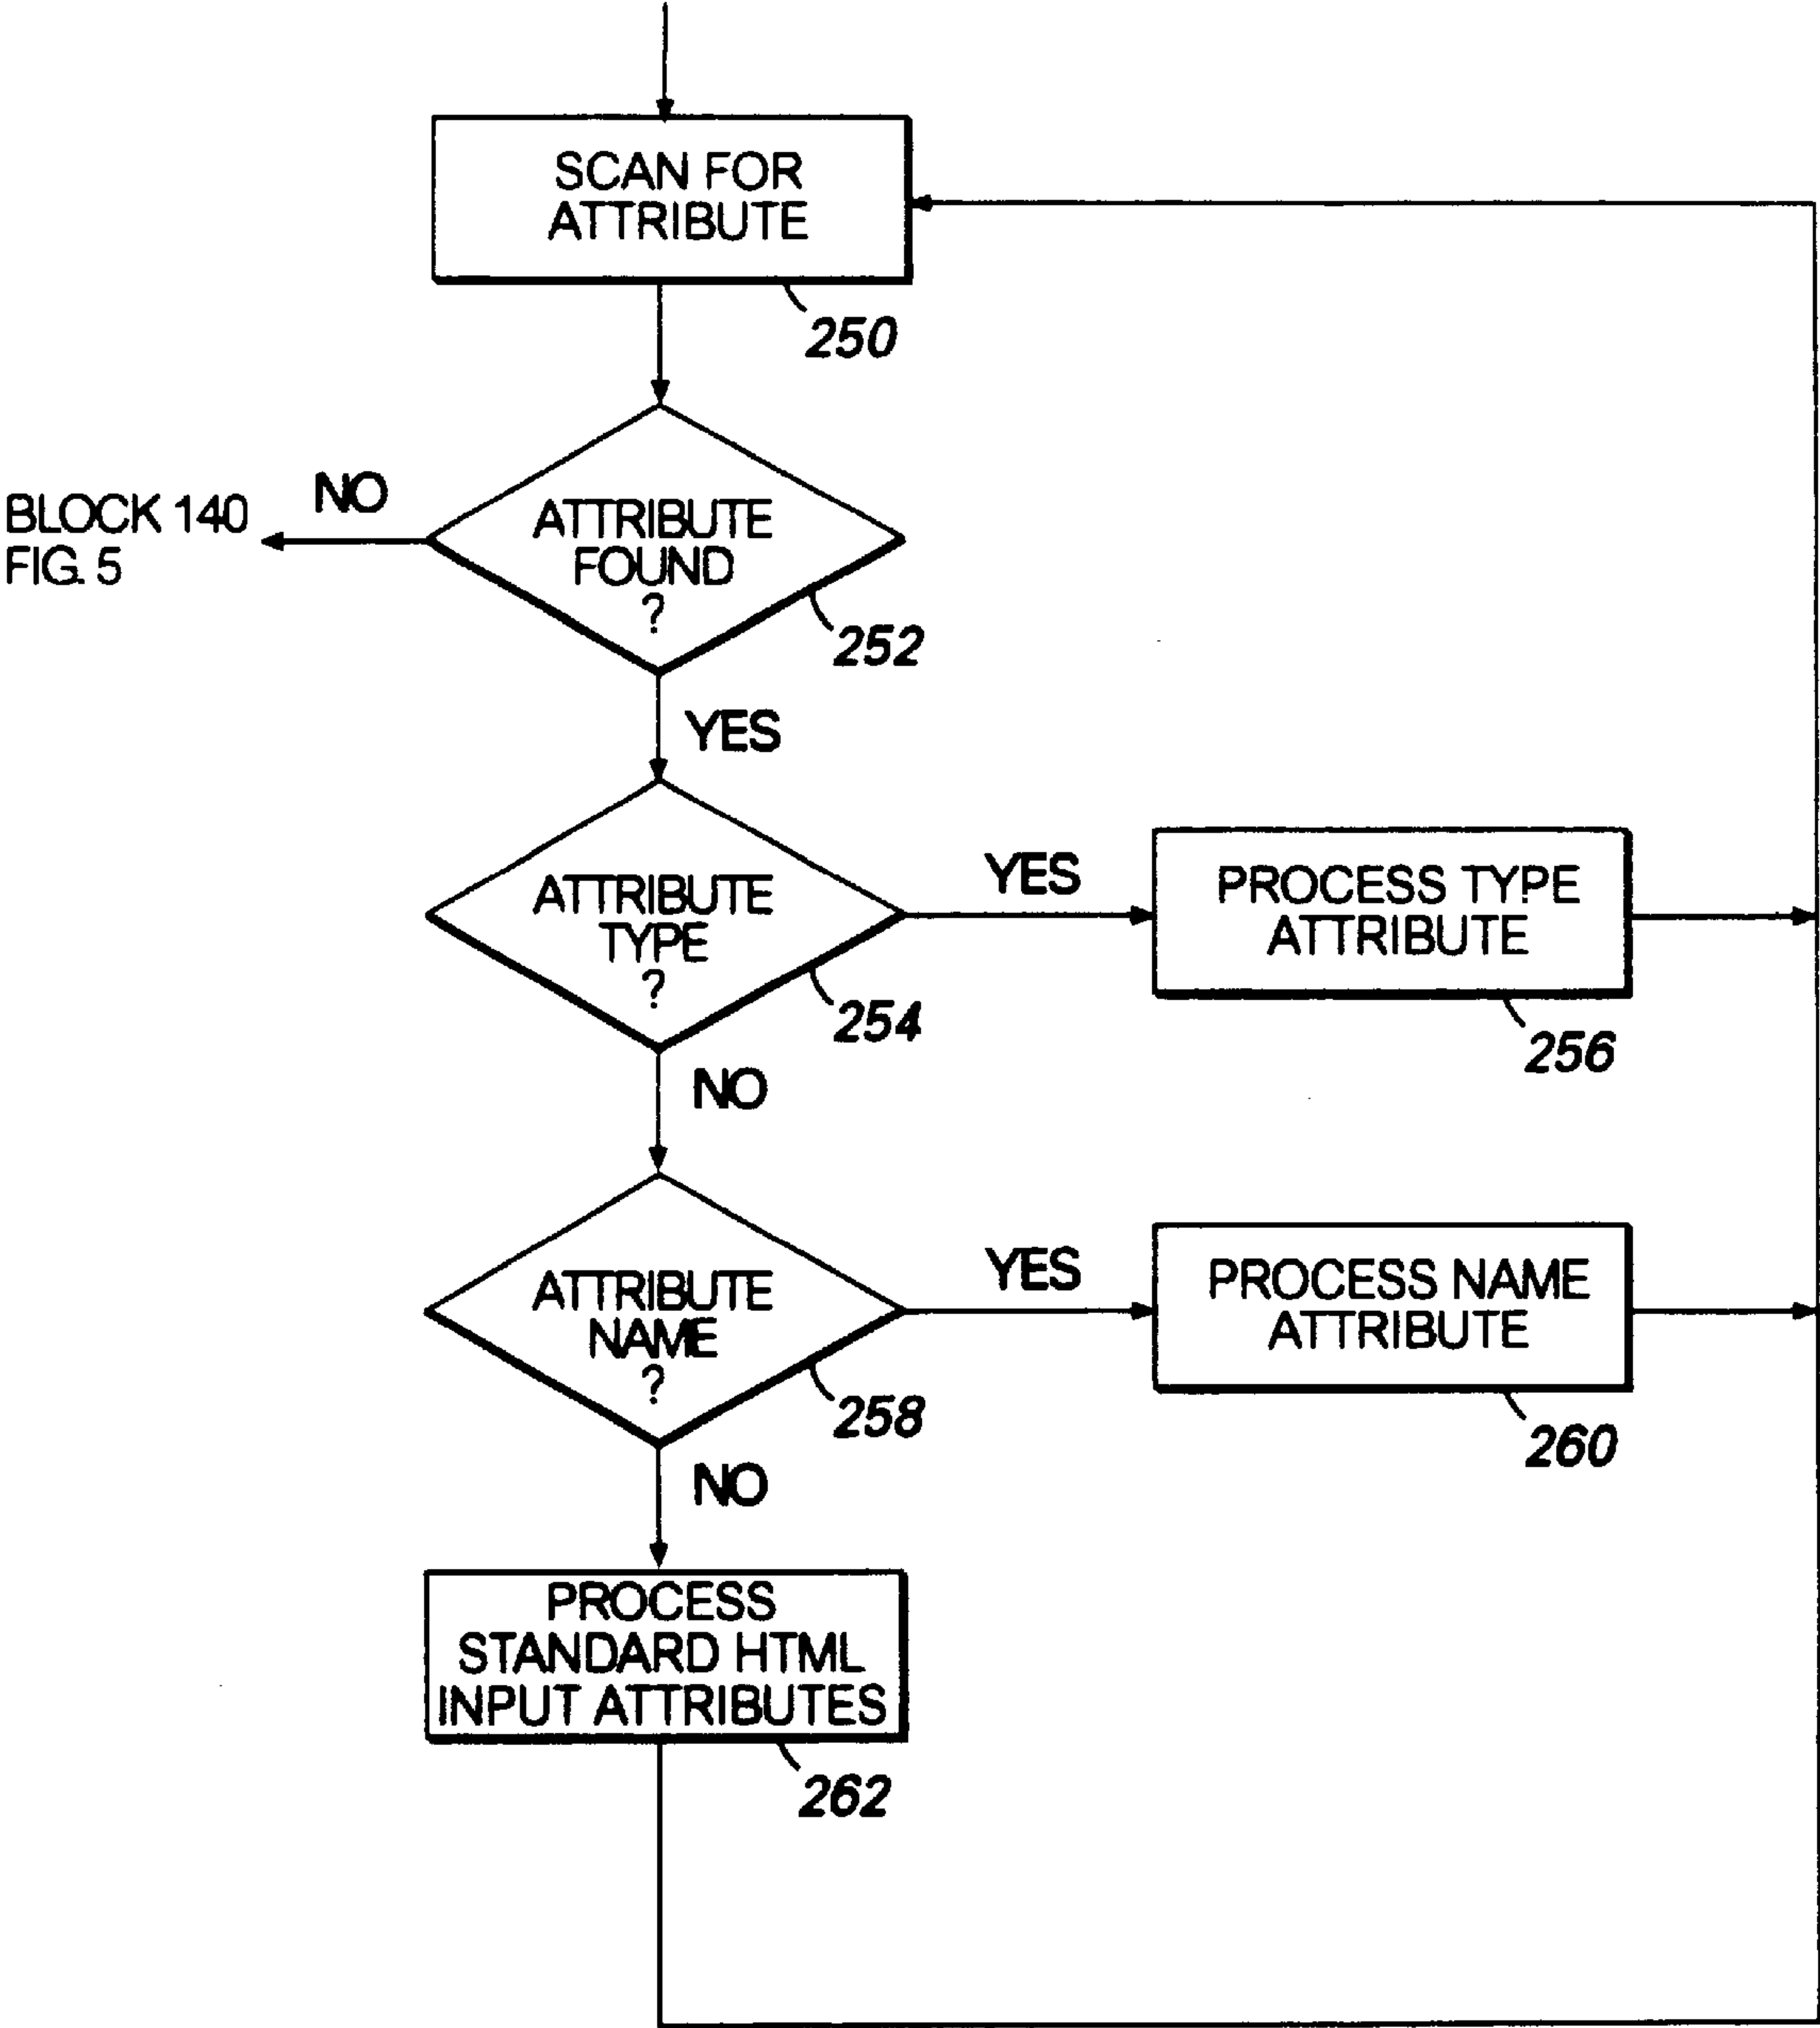 SCAN FOR
ATTRIBUTE
250
BLOCK 140
FIG. 5
NO
ATTRIBUTE
FOUND
?
252
YES
ATTRIBUTE
TYPE
?
254
YES
PROCESS TYPE
ATTRIBUTE
256
NO
ATTRIBUTE
NAME
?
258
YES
PROCESS NAME
ATTRIBUTE
260
NO
PROCESS
STANDARD HTML
INPUT ATTRIBUTES
262